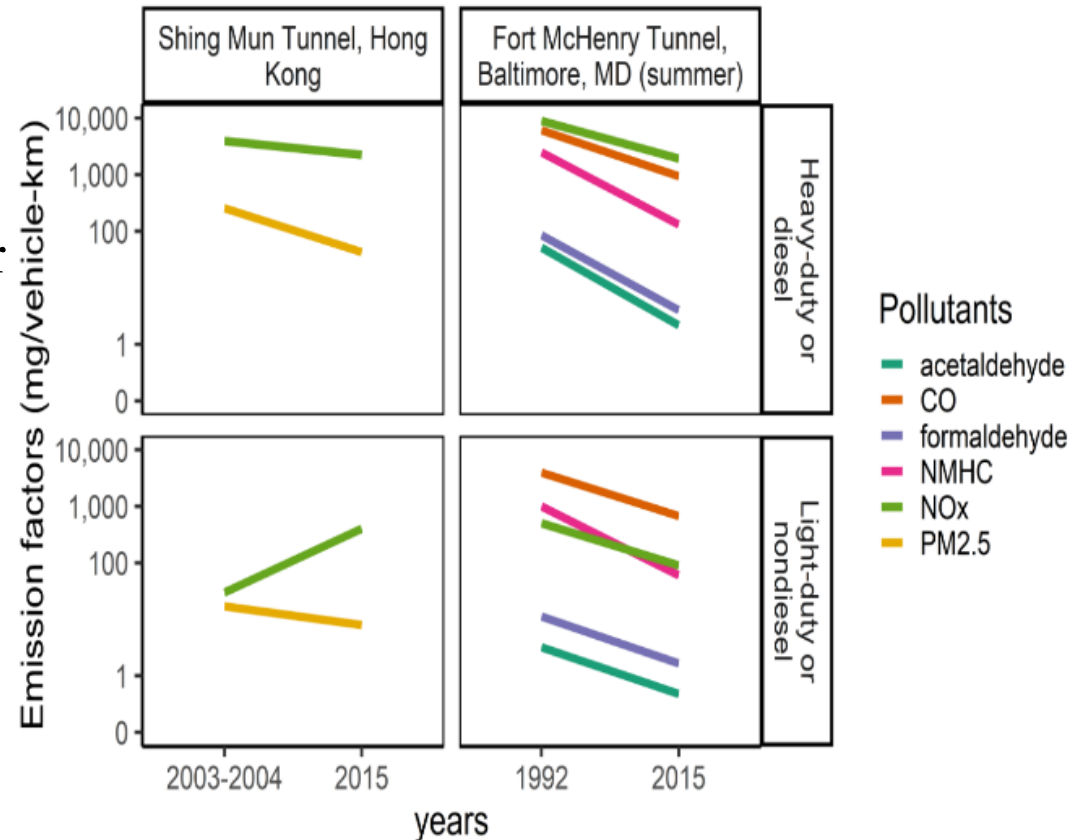 Shing Mun Tunnel, Hong
Kong
Fort McHenry Tunnel,
Baltimore, MD (summer)
Emission factors (mg/vehicle-km)
10,000
1,000
100
1
0
Heavy-duty or
diesel
10,000
1,000
100
1
0
Light-duty or
nondiesel
2003-2004
2015
1992
2015
years
Pollutants
acetaldehyde
CO
formaldehyde
NMHC
NOx
PM2.5